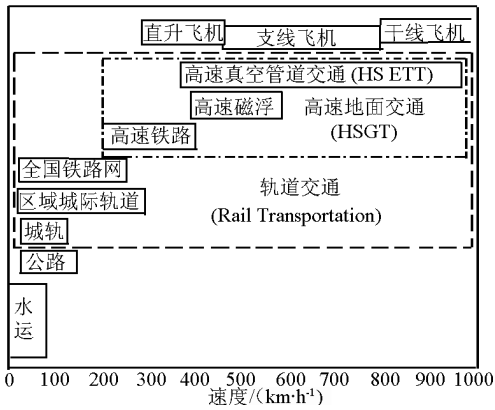 直升飞机 支线飞机 干线飞机
高速真空管道交通 (HS ETT)
高速磁浮 高速地面交通
高速铁路 (HSGT)
全国铁路网
区域城际轨道 轨道交通
城轨 (Rail Transportation)
公路
水
运
0 100 200 300 400 500 600 700 800 900 1000
速度/(km·h⁻¹)